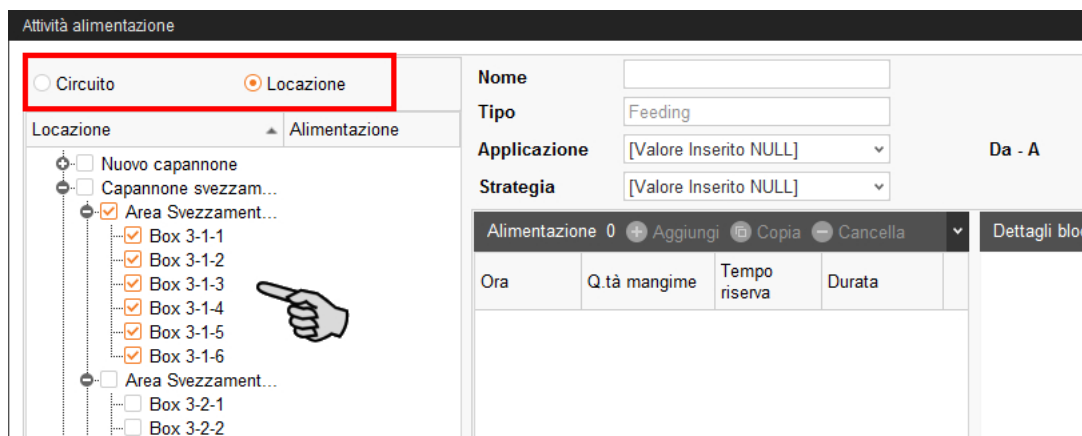 Attività alimentazione
Circuito
Locazione
Locazione
Alimentazione
Nuovo capannone
Capannone svezzam...
Area Svezzament...
Box 3-1-1
Box 3-1-2
Box 3-1-3
Box 3-1-4
Box 3-1-5
Box 3-1-6
Area Svezzament...
Box 3-2-1
Box 3-2-2
Nome
Tipo
Feeding
Applicazione
[Valore Inserito NULL]
Da - A
Strategia
[Valore Inserito NULL]
Alimentazione 0 Aggiungi Copia Cancella
Dettagli bloc
Ora
Q.tà mangime
Tempo
riserva
Durata